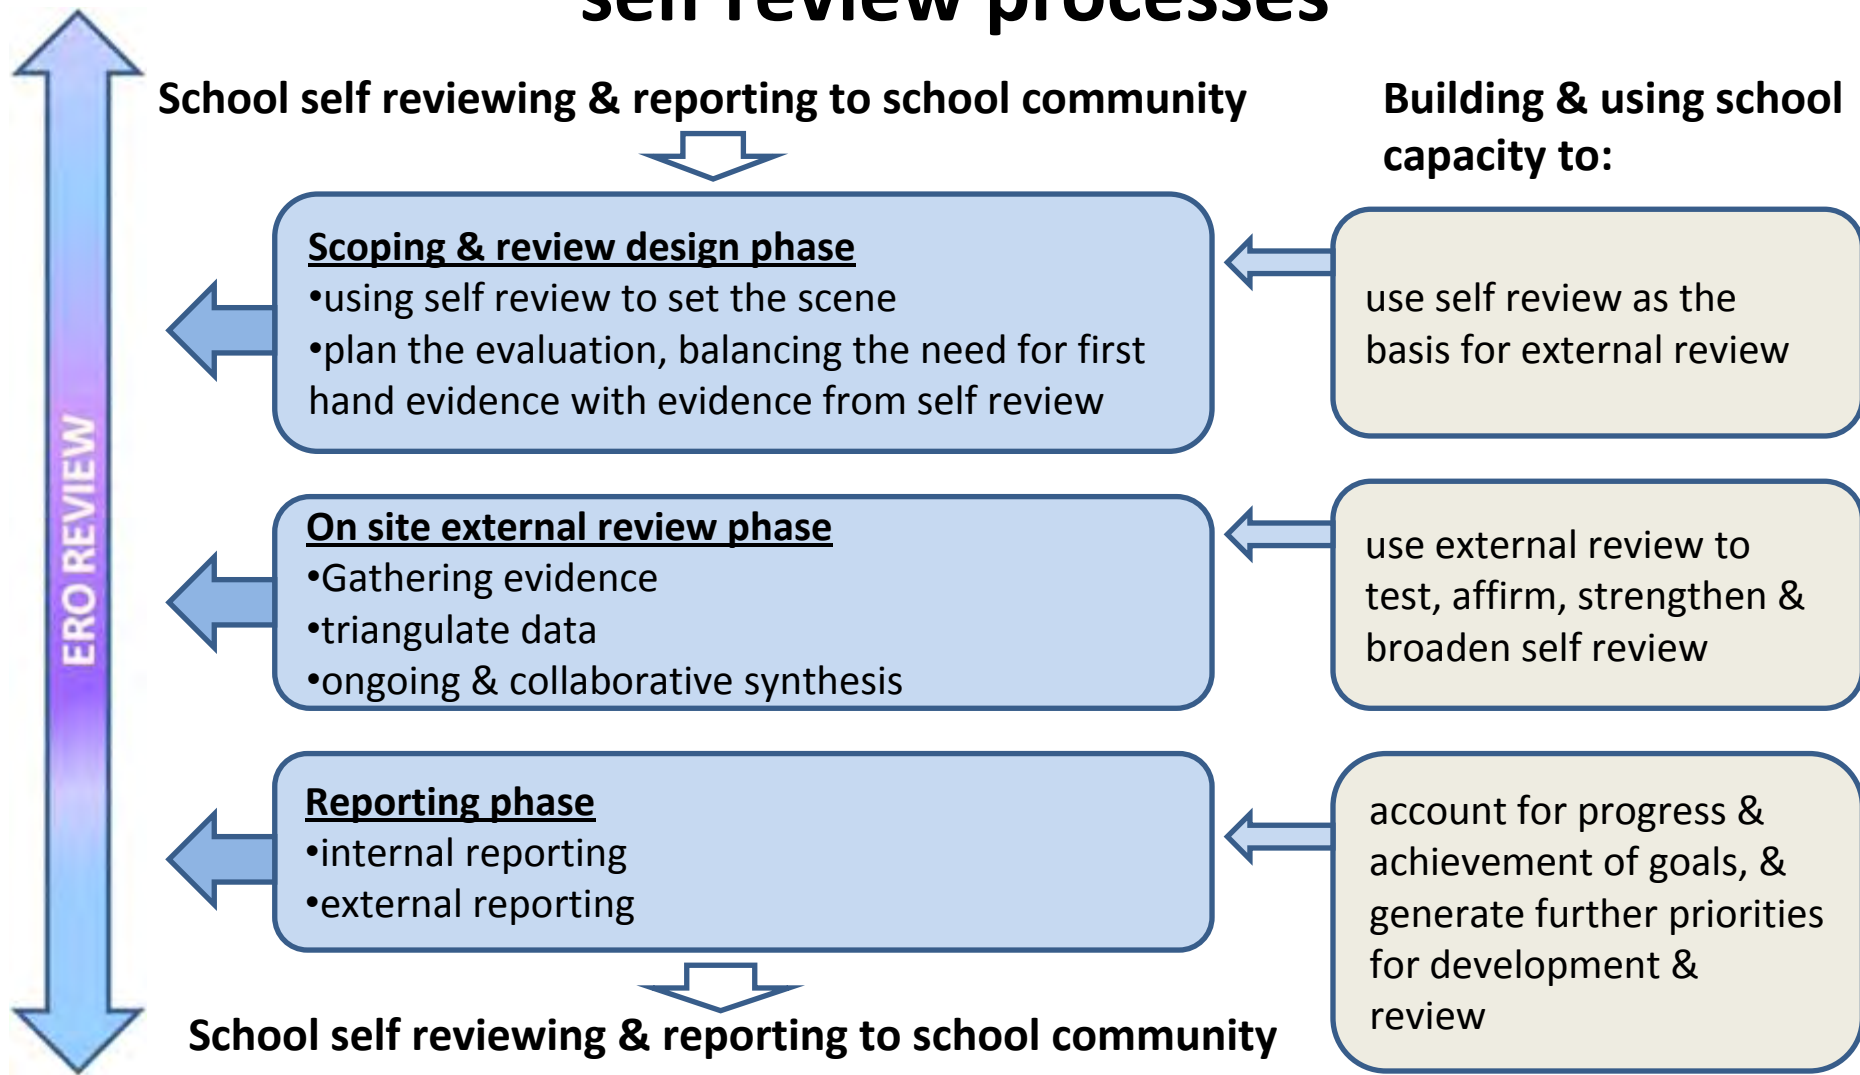 self review processes
School self reviewing & reporting to school community
Building & using school
capacity to:
Scoping & review design phase
•using self review to set the scene
•plan the evaluation, balancing the need for first
hand evidence with evidence from self review
use self review as the
basis for external review
ERO REVIEW
On site external review phase
•Gathering evidence
•triangulate data
•ongoing & collaborative synthesis
use external review to
test, affirm, strengthen &
broaden self review
Reporting phase
•internal reporting
•external reporting
account for progress &
achievement of goals, &
generate further priorities
for development &
review
School self reviewing & reporting to school community